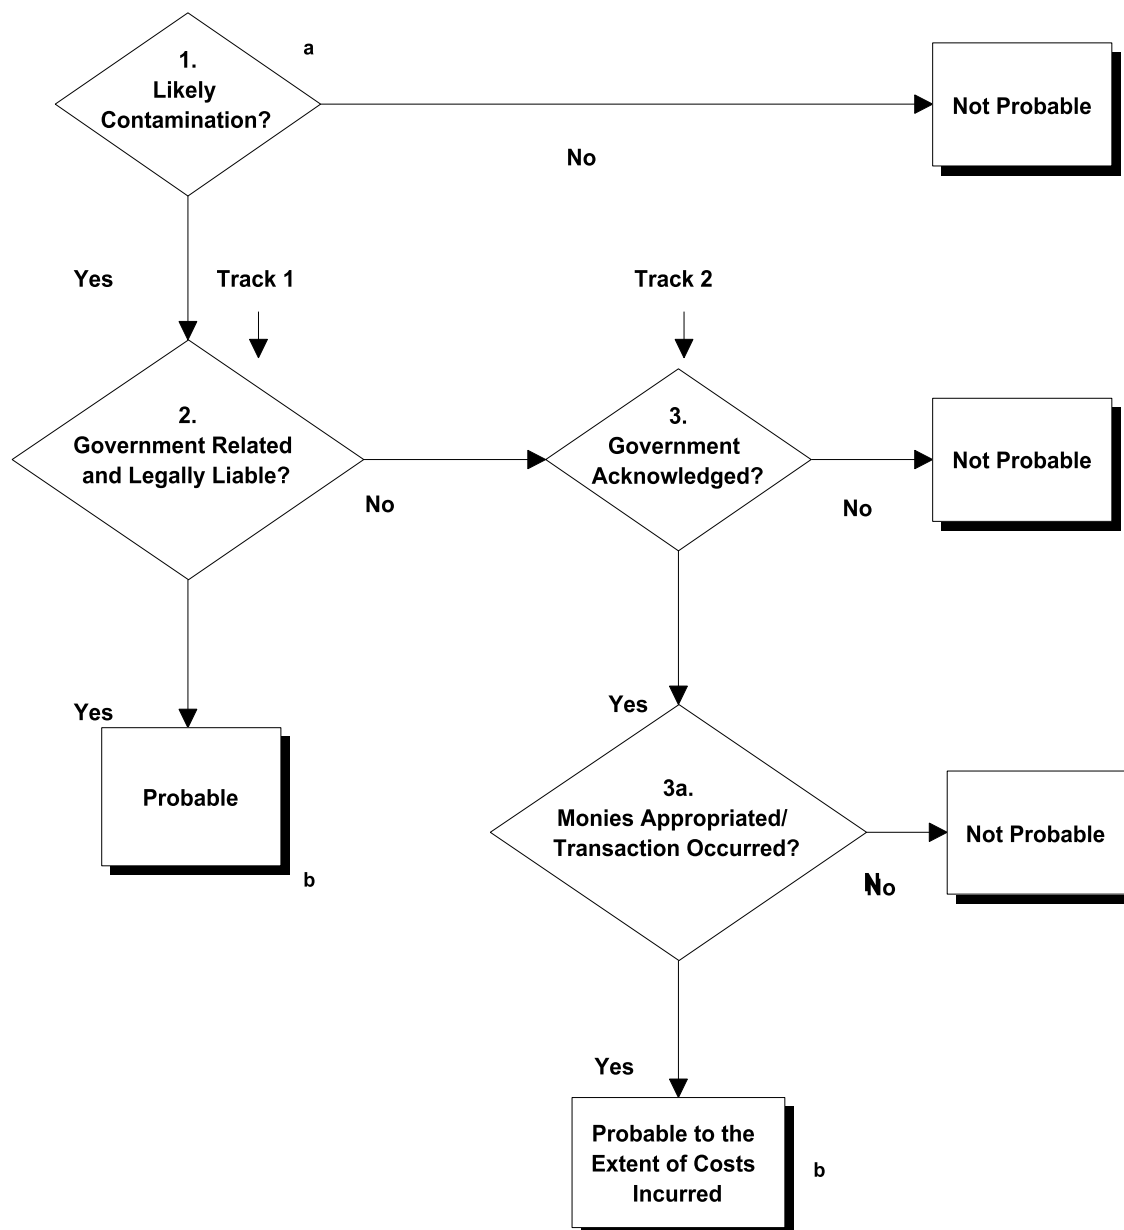 1.
Likely
Contamination?
a
Not Probable
No
Yes
Track 1
Track 2
2.
Government Related
and Legally Liable?
No
3.
Government
Acknowledged?
No
Not Probable
Yes
Probable
b
Yes
3a.
Monies Appropriated/
Transaction Occurred?
Not Probable
N
No
Yes
Probable to the
Extent of Costs
Incurred
b